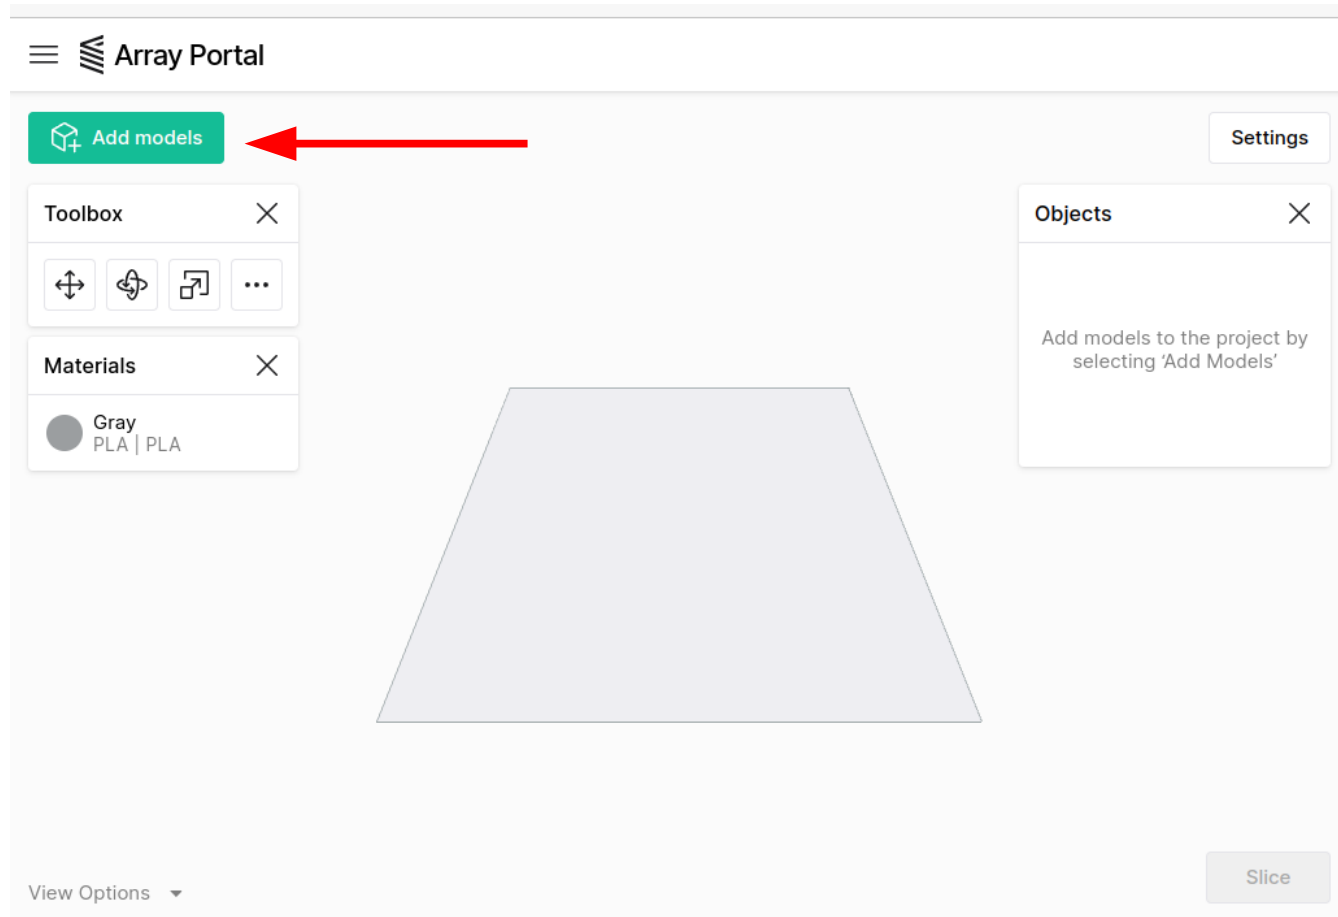 Array Portal
Add models
Settings
Toolbox
Objects
Add models to the project by
selecting ‘Add Models’
Materials
Gray
PLA | PLA
View Options
Slice